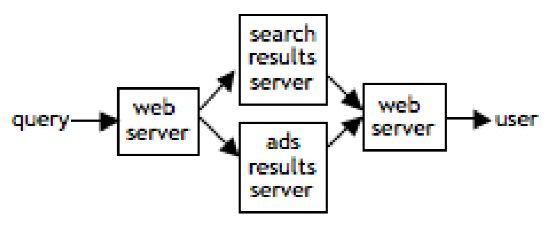 query
web
server
search
results
server
ads
results
server
web
server
user